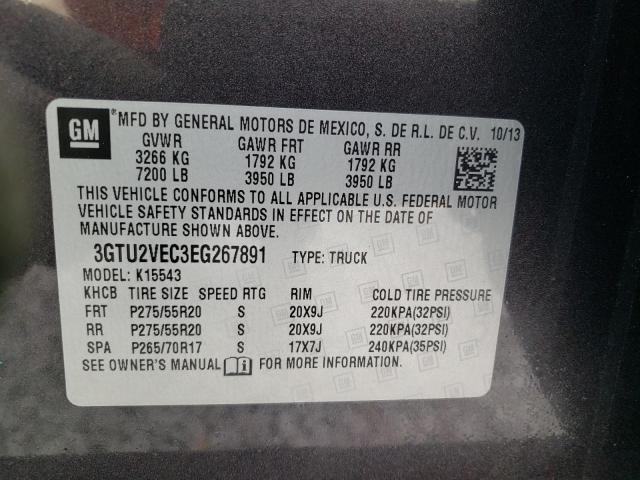 GM ® MFD BY GENERAL MOTORS DE MEXICO, S. DE R.L. DE C.V. 10/13
GVWR GAWR FRT GAWR RR
3266 KG 1792 KG 1792 KG
7200 LB 3950 LB 3950 LB
THIS VEHICLE CONFORMS TO ALL APPLICABLE U.S. FEDERAL MOTOR
VEHICLE SAFETY STANDARDS IN EFFECT ON THE DATE OF
MANUFACTURE SHOWN ABOVE.
3GTU2VEC3EG267891 TYPE: TRUCK
MODEL: K15543
KHCB TIRE SIZE SPEED RTG RIM COLD TIRE PRESSURE
FRT P275/55R20 S 20X9J 220KPA(32PSI)
RR P275/55R20 S 20X9J 220KPA(32PSI)
SPA P265/70R17 S 17X7J 240KPA(35PSI)
SEE OWNER'S MANUAL i FOR MORE INFORMATION.